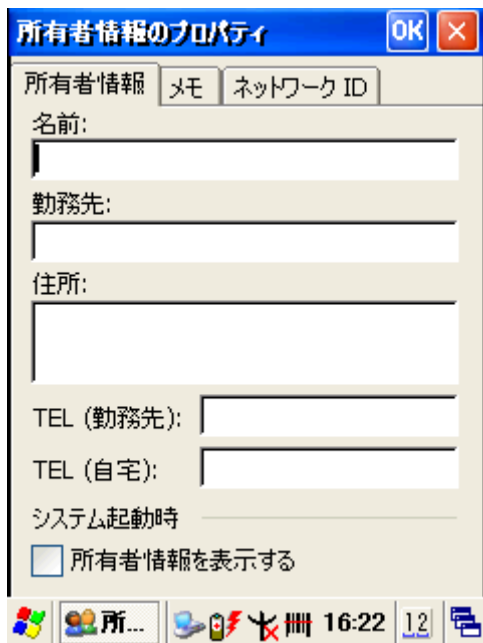 所有者情報のプロパティ OK
所有者情報 メモ ネットワーク ID
名前:
勤務先:
住所:
TEL (勤務先):
TEL (自宅):
システム起動時
所有者情報を表示する
所... 16:22 12